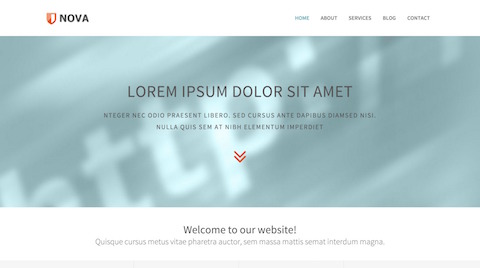 NOVA
HOME ABOUT SERVICES BLOG CONTACT
LOREM IPSUM DOLOR SIT AMET
NTEGER NEC ODIO PRAESENT LIBERO. SED CURSUS ANTE DAPIBUS DIAMSED NISI.
NULLA QUIS SEM AT NIBH ELEMENTUM IMPERDIET
http
Welcome to our website!
Quisque cursus metus vitae pharetra auctor, sem massa mattis semat interdum magna.